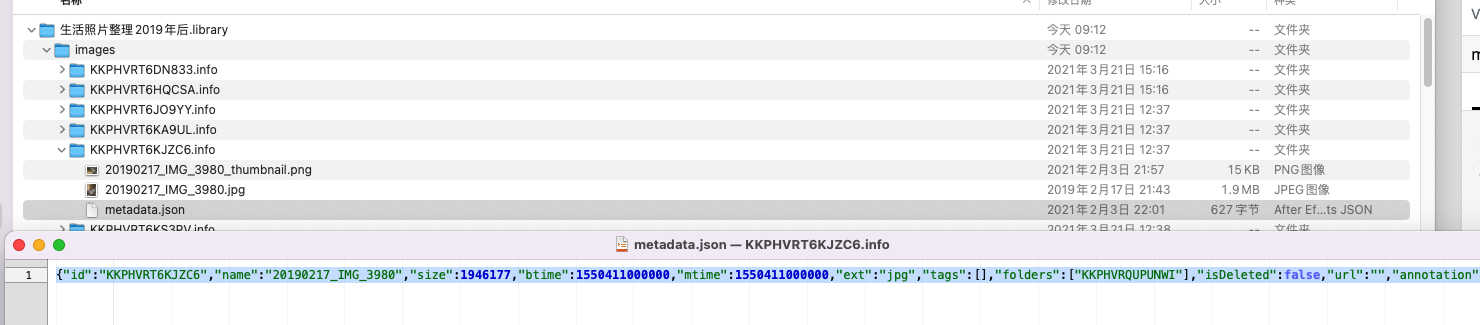 名称 修改日期 大小 种类
生活照片整理2019年后.library 今天 09:12 -- 文件夹
images 今天 09:12 -- 文件夹
KKPHVRT6DN833.info 2021年3月21日 15:16 -- 文件夹
KKPHVRT6HQCSA.info 2021年3月21日 15:16 -- 文件夹
KKPHVRT6JO9YY.info 2021年3月21日 12:37 -- 文件夹
KKPHVRT6KA9UL.info 2021年3月21日 12:37 -- 文件夹
KKPHVRT6KJZC6.info 2021年3月21日 12:37 -- 文件夹
20190217_IMG_3980_thumbnail.png 2021年2月3日 21:57 15 KB PNG图像
20190217_IMG_3980.jpg 2019年2月17日 21:43 1.9 MB JPEG图像
metadata.json 2021年2月3日 22:01 627 字节 After Ef...ts JSON
KKPHVRT6KS3PV.info 2021年3月21日 12:38 -- 文件夹
metadata.json — KKPHVRT6KJZC6.info
1 {"id":"KKPHVRT6KJZC6","name":"20190217_IMG_3980","size":1946177,"btime":1550411000000,"mtime":1550411000000,"ext":"jpg","tags":[],"folders":["KKPHVRQUPUNWI"],"isDeleted":false,"url":"","annotation"